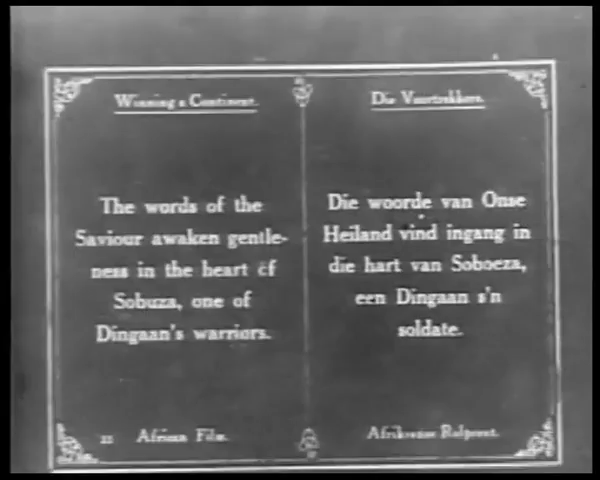 Winning a Continent.
The words of the
Saviour awaken gentle-
ness in the heart of
Sobuza, one of
Dingaan's warriors.
11 African Film.
Die Voortrekkers.
Die woorde van Onse
Heiland vind ingang in
die hart van Soboeza,
een Dingaan s'n
soldate.
Afrikaanse Rolprent.